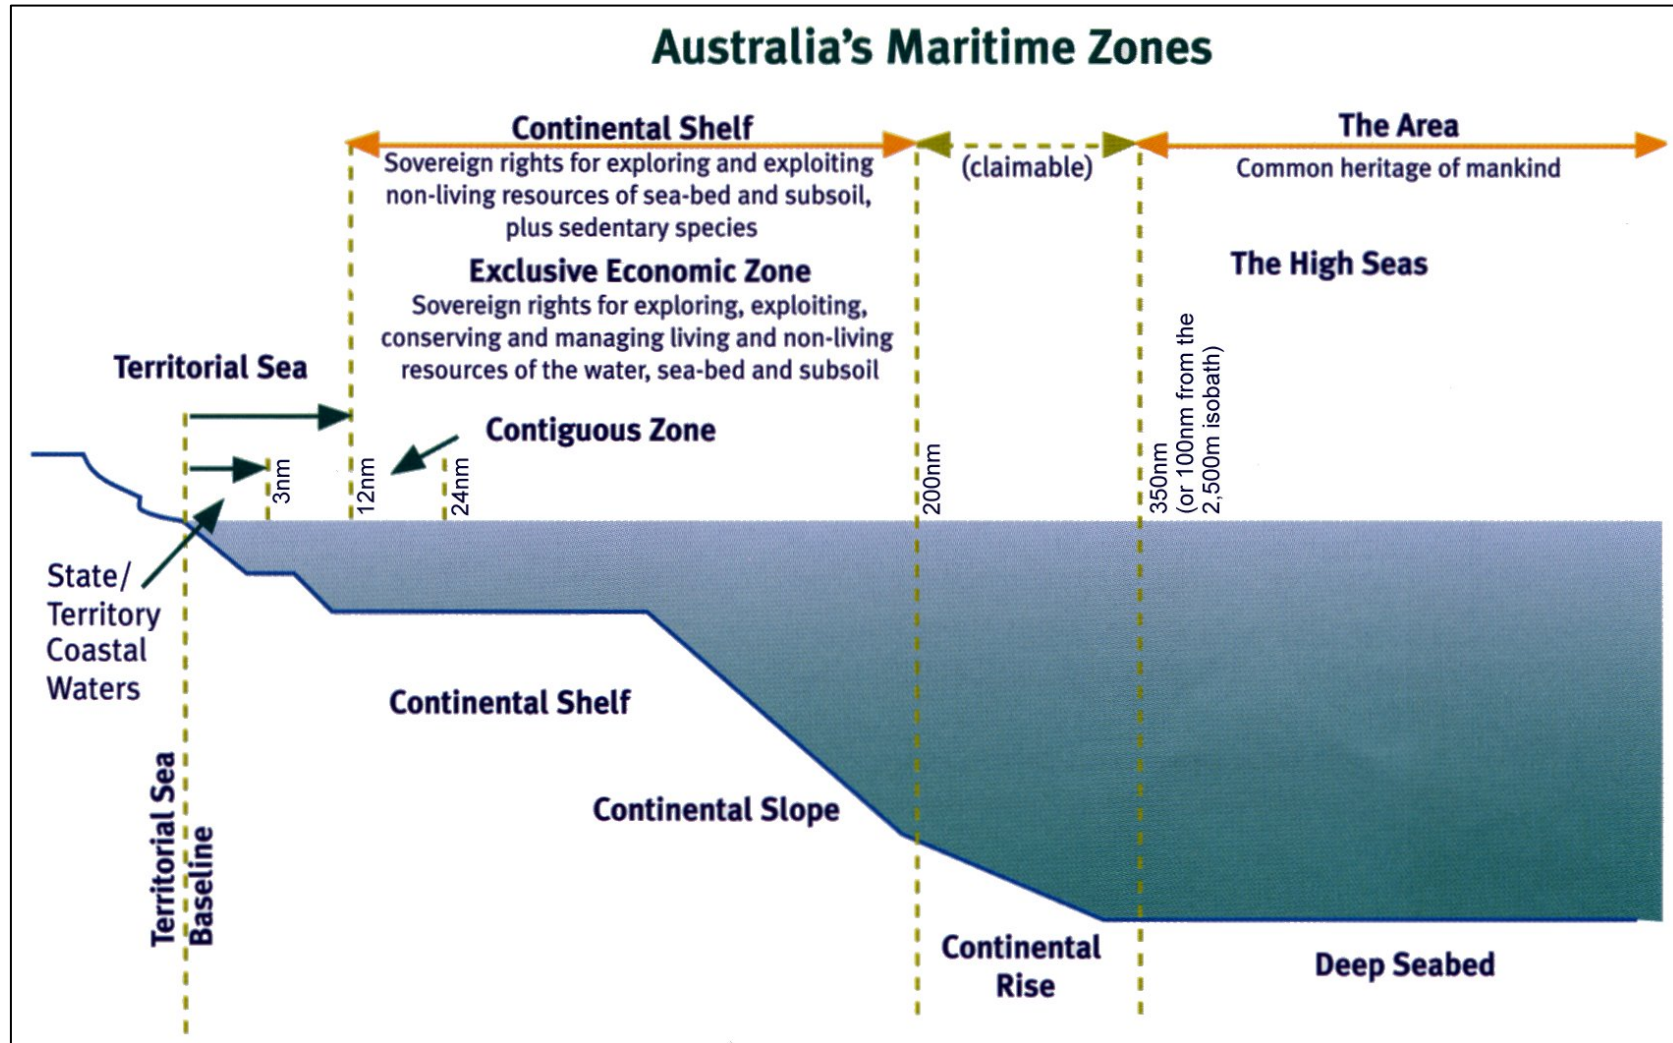 Australia's Maritime Zones
Continental Shelf
Sovereign rights for exploring and exploiting
non-living resources of sea-bed and subsoil,
plus sedentary species
(claimable)
The Area
Common heritage of mankind
Exclusive Economic Zone
Sovereign rights for exploring, exploiting,
conserving and managing living and non-living
resources of the water, sea-bed and subsoil
The High Seas
Territorial Sea
Contiguous Zone
3nm
12nm
24nm
200nm
350nm
(or 100nm from the
2,500m isobath)
State/
Territory
Coastal
Waters
Continental Shelf
Continental Slope
Territorial Sea
Baseline
Continental
Rise
Deep Seabed